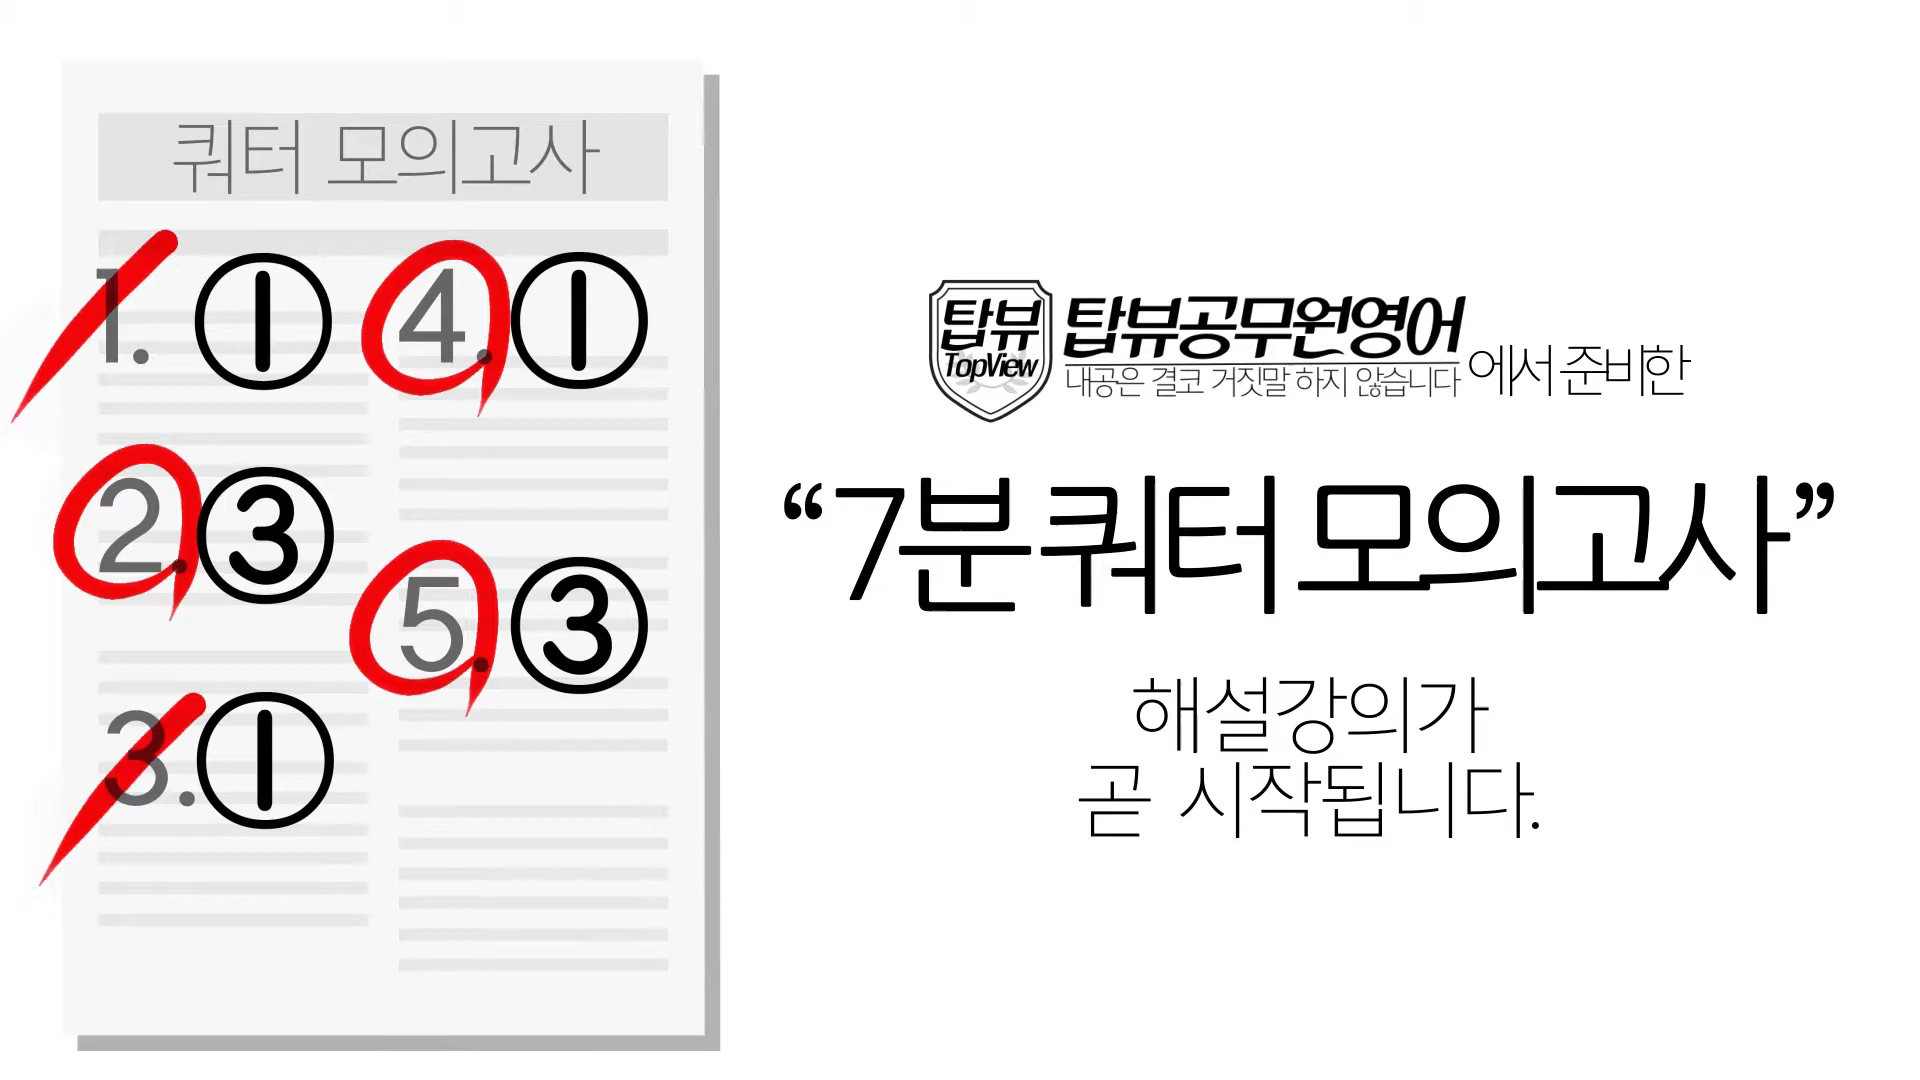 쿼터 모의고사
1. ①
2. ③
3. ①
4. ①
5. ③
탑뷰
TopView
탑뷰공무원영어
내공은 결코 거짓말 하지 않습니다
에서 준비한
“7분 쿼터 모의고사”
해설강의가
곧 시작됩니다.